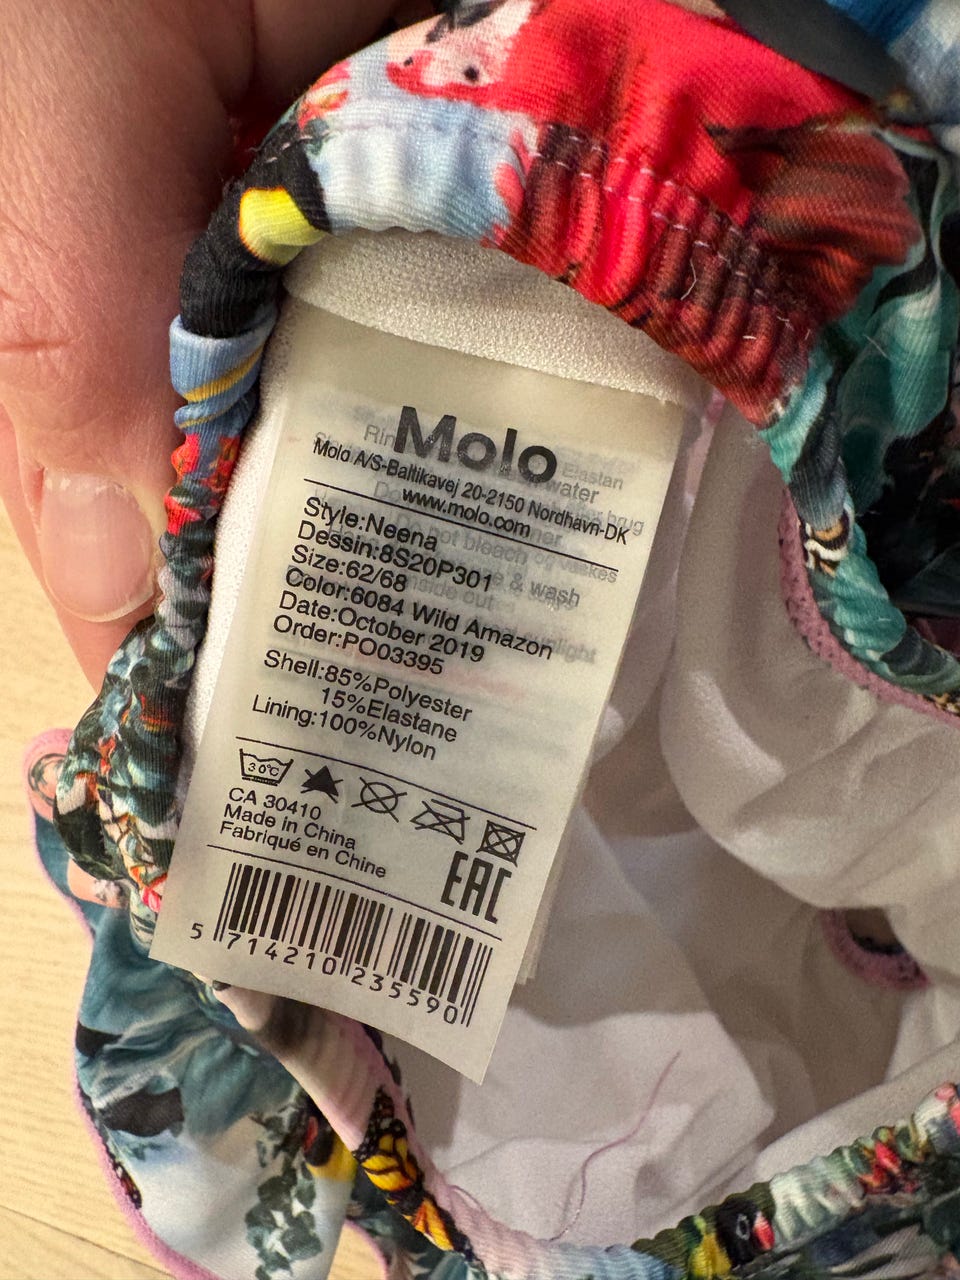 Molo
Molo A/S-Baltikavej 20-2150 Nordhavn-DK
www.molo.com
Style:Neena
Dessin:8S20P301
Size:62/68
Color:6084 Wild Amazon
Date:October 2019
Order:PO03395
Shell:85%Polyester
15%Elastane
Lining:100%Nylon
30°C
CA 30410
Made in China
Fabriqué en Chine
EAC
5 714210 235590